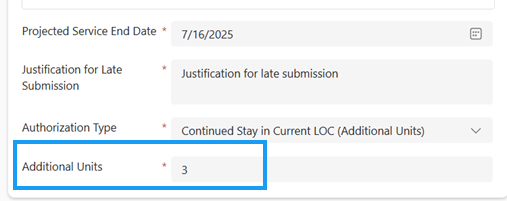 Projected Service End Date * 7/16/2025
Justification for Late Submission * Justification for late submission
Authorization Type * Continued Stay in Current LOC (Additional Units)
Additional Units * 3